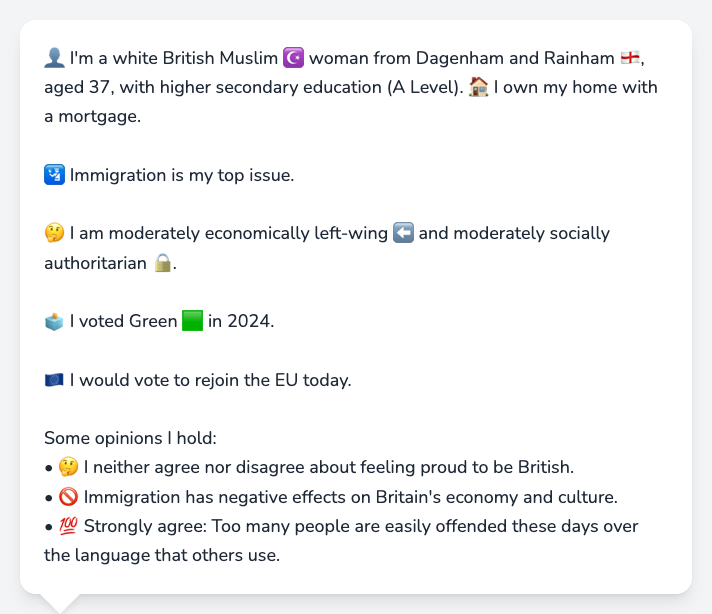 👤 I'm a white British Muslim ☪️ woman from Dagenham and Rainham 🏴󠁧󠁢󠁥󠁮󠁧󠁿,
aged 37, with higher secondary education (A Level). 🏠 I own my home with
a mortgage.
🛂 Immigration is my top issue.
🤔 I am moderately economically left-wing ⬅️ and moderately socially
authoritarian 🔒.
🗳️ I voted Green 🟩 in 2024.
🇪🇺 I would vote to rejoin the EU today.
Some opinions I hold:
• 🤔 I neither agree nor disagree about feeling proud to be British.
• 🚫 Immigration has negative effects on Britain's economy and culture.
• 💯 Strongly agree: Too many people are easily offended these days over
the language that others use.